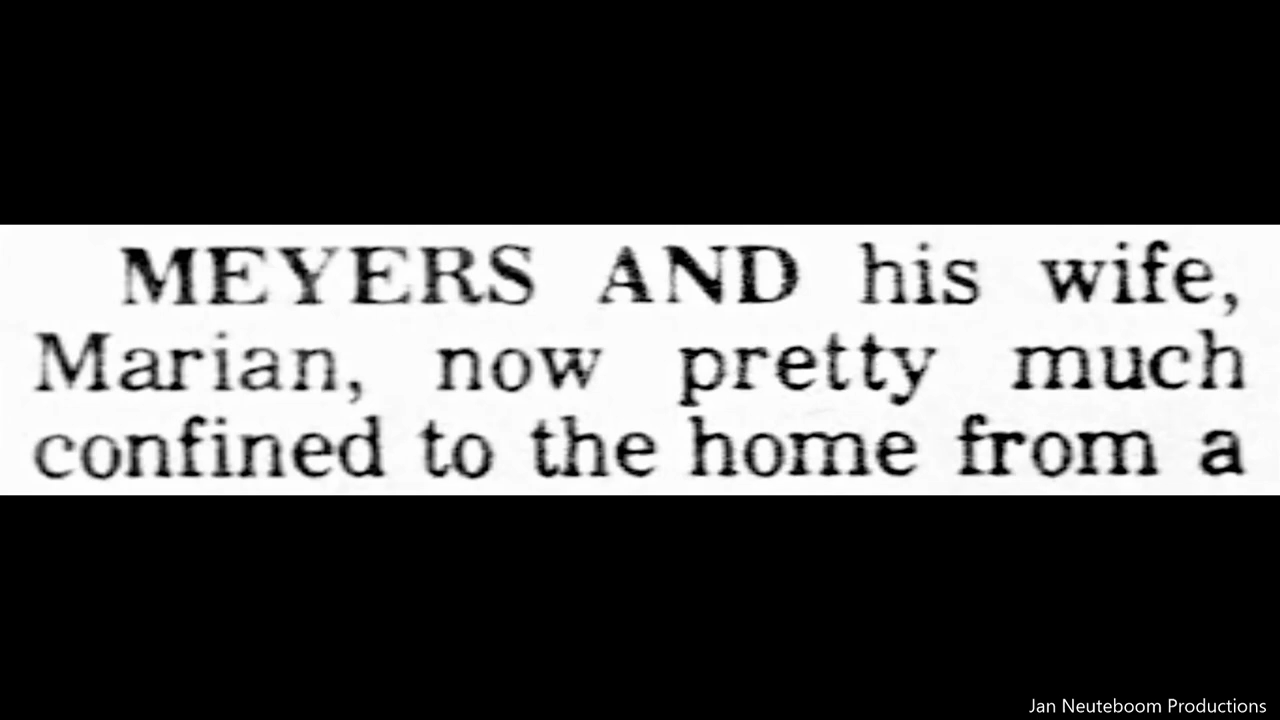 MEYERS AND his wife,
Marian, now pretty much
confined to the home from a
Jan Neuteboom Productions